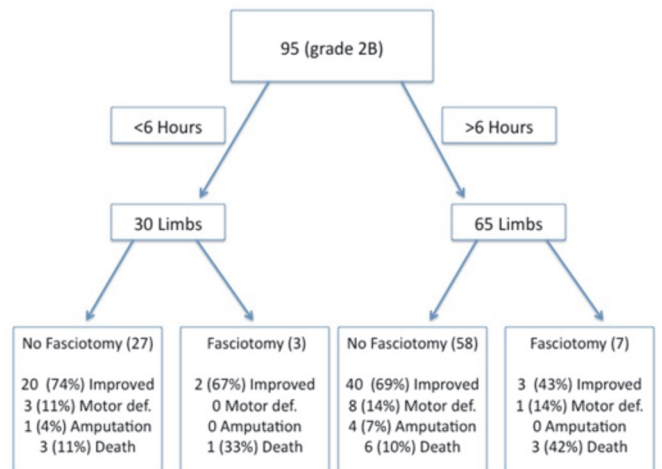 95 (grade 2B)
<6 Hours
>6 Hours
30 Limbs
65 Limbs
No Fasciotomy (27)
20 (74%) Improved
3 (11%) Motor def.
1 (4%) Amputation
3 (11%) Death
Fasciotomy (3)
2 (67%) Improved
0 Motor def.
0 Amputation
1 (33%) Death
No Fasciotomy (58)
40 (69%) Improved
8 (14%) Motor def.
4 (7%) Amputation
6 (10%) Death
Fasciotomy (7)
3 (43%) Improved
1 (14%) Motor def.
0 Amputation
3 (42%) Death